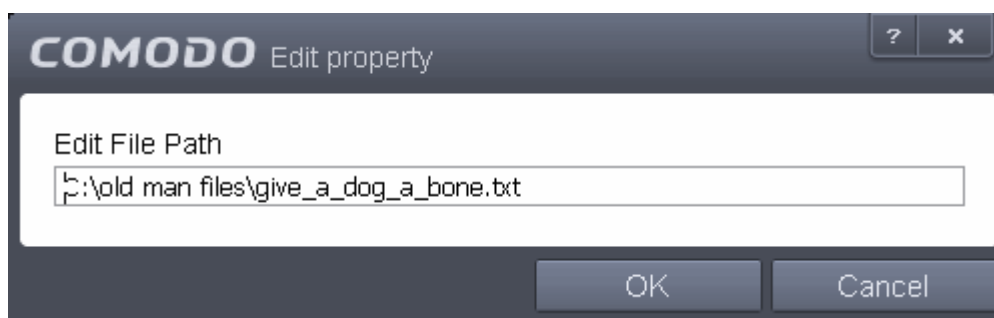 COMODO Edit property ? x
Edit File Path
C:\old man files\give_a_dog_a_bone.txt
OK Cancel